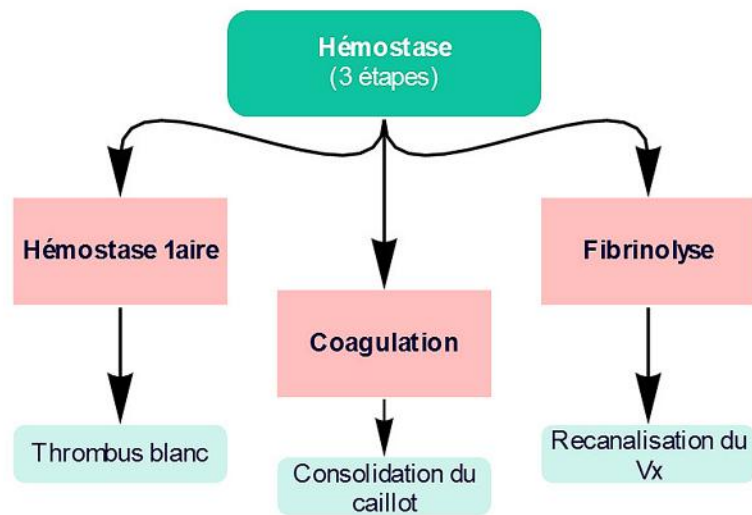 Hémostase
(3 étapes)
Hémostase 1aire
Coagulation
Fibrinolyse
Thrombus blanc
Consolidation du
caillot
Recanalisation du
Vx